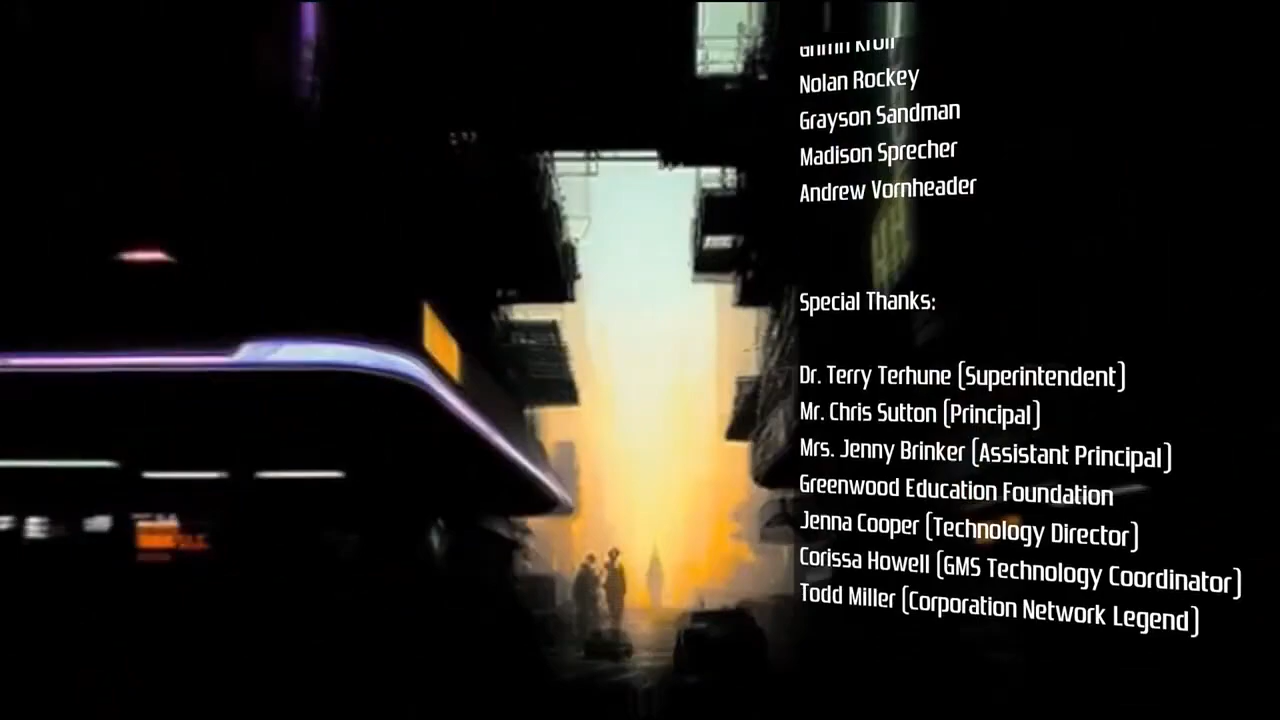 Nolan Rockey
Grayson Sandman
Madison Sprecher
Andrew Vornheader
Special Thanks:
Dr. Terry Terhune (Superintendent)
Mr. Chris Sutton (Principal)
Mrs. Jenny Brinker (Assistant Principal)
Greenwood Education Foundation
Jenna Cooper (Technology Director)
Corissa Howell (GMS Technology Coordinator)
Todd Miller (Corporation Network Legend)